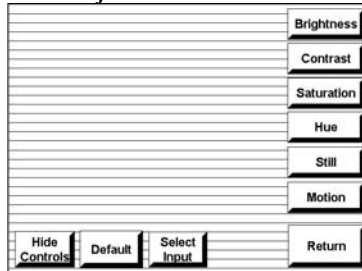 Brightness
Contrast
Saturation
Hue
Still
Motion
Hide
Controls
Default
Select
Input
Return